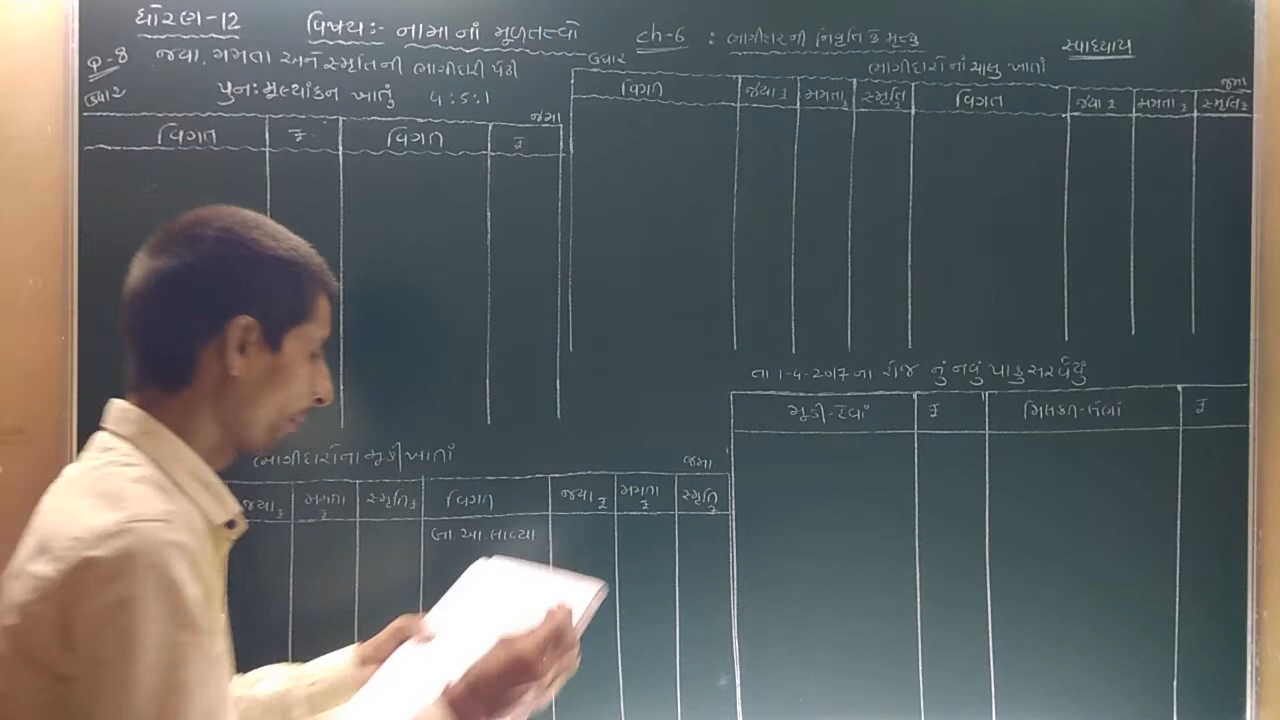 ધોરણ-12 વિષય:- નામાનાં મૂળતત્ત્વો ch-6 : ભાગીદારની નિવૃત્તિ કે મૃત્યુ સ્વાધ્યાય
Q-8 જયા, મમતા અને સ્મૃતિની ભાગીદારી પેઢી
ઉધાર પુન:મૂલ્યાંકન ખાતું 4:5:1 જમા
વિગત ₹ વિગત ₹
ઉધાર ભાગીદારોનાં ચાલુ ખાતાં જમા
વિગત જયા ₹ મમતા ₹ સ્મૃતિ ₹ વિગત જયા ₹ મમતા ₹ સ્મૃતિ ₹
ભાગીદારોના મૂડી ખાતાં જમા
જયા ₹ મમતા ₹ સ્મૃતિ ₹ વિગત જયા ₹ મમતા ₹ સ્મૃતિ ₹
બા.આ.લાવ્યા
તા 1-4-2017 ના રોજ નું નવું પાકું સરવૈયું
મૂડી-દેવાં ₹ મિલકત-લેણાં ₹